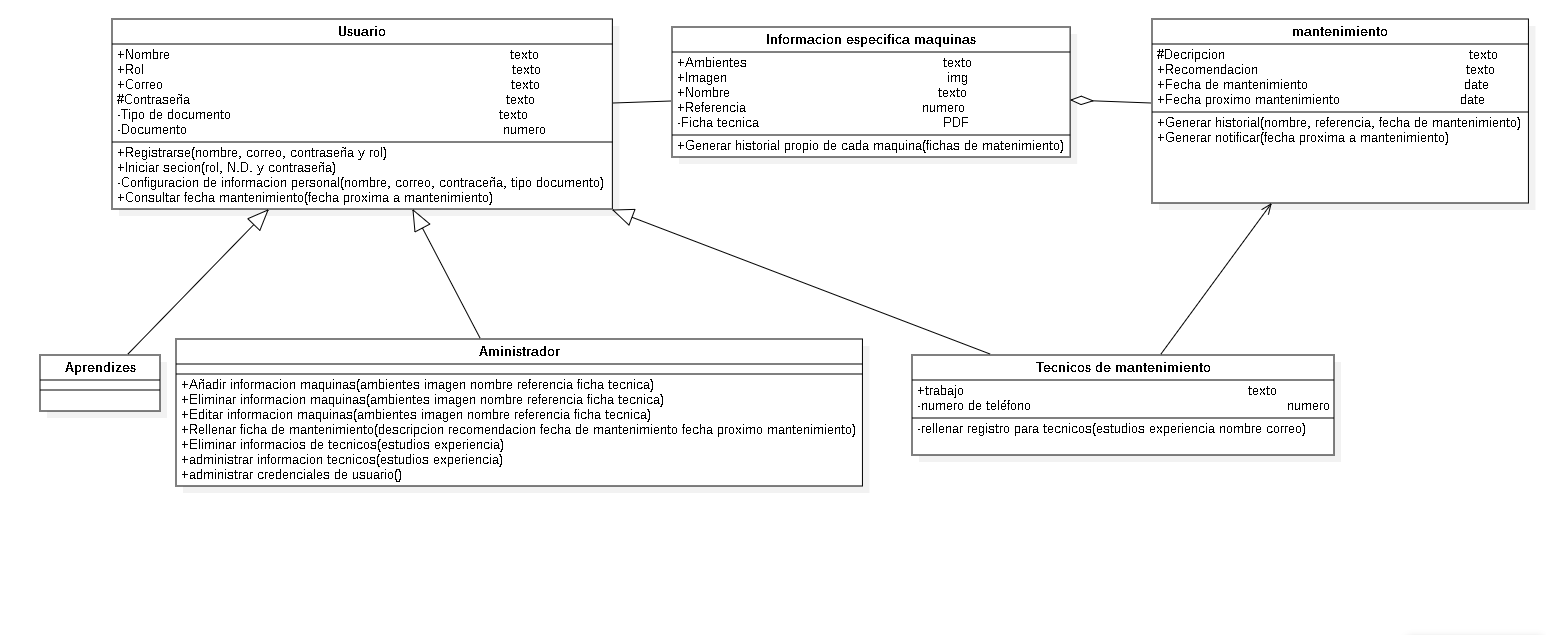 Usuario
+Nombre texto
+Rol texto
+Correo texto
#Contraseña texto
-Tipo de documento texto
-Documento numero
+Registrarse(nombre, correo, contraseña y rol)
+Iniciar secion(rol, N.D. y contraseña)
-Configuracion de informacion personal(nombre, correo, contraceña, tipo documento)
+Consultar fecha mantenimiento(fecha proxima a mantenimiento)
Informacion especifica maquinas
+Ambientes texto
+Imagen img
+Nombre texto
+Referencia numero
-Ficha tecnica PDF
+Generar historial propio de cada maquina(fichas de matenimiento)
mantenimiento
#Decripcion texto
+Recomendacion texto
+Fecha de mantenimiento date
+Fecha proximo mantenimiento date
+Generar historial(nombre, referencia, fecha de mantenimiento)
+Generar notificar(fecha proxima a mantenimiento)
Aprendizes
Aministrador
+Añadir informacion maquinas(ambientes imagen nombre referencia ficha tecnica)
+Eliminar informacion maquinas(ambientes imagen nombre referencia ficha tecnica)
+Editar informacion maquinas(ambientes imagen nombre referencia ficha tecnica)
+Rellenar ficha de mantenimiento(descripcion recomendacion fecha de mantenimiento fecha proximo mantenimiento)
+Eliminar informacios de tecnicos(estudios experiencia)
+administrar informacion tecnicos(estudios experiencia)
+administrar credenciales de usuario()
Tecnicos de mantenimiento
+trabajo texto
-numero de teléfono numero
-rellenar registro para tecnicos(estudios experiencia nombre correo)